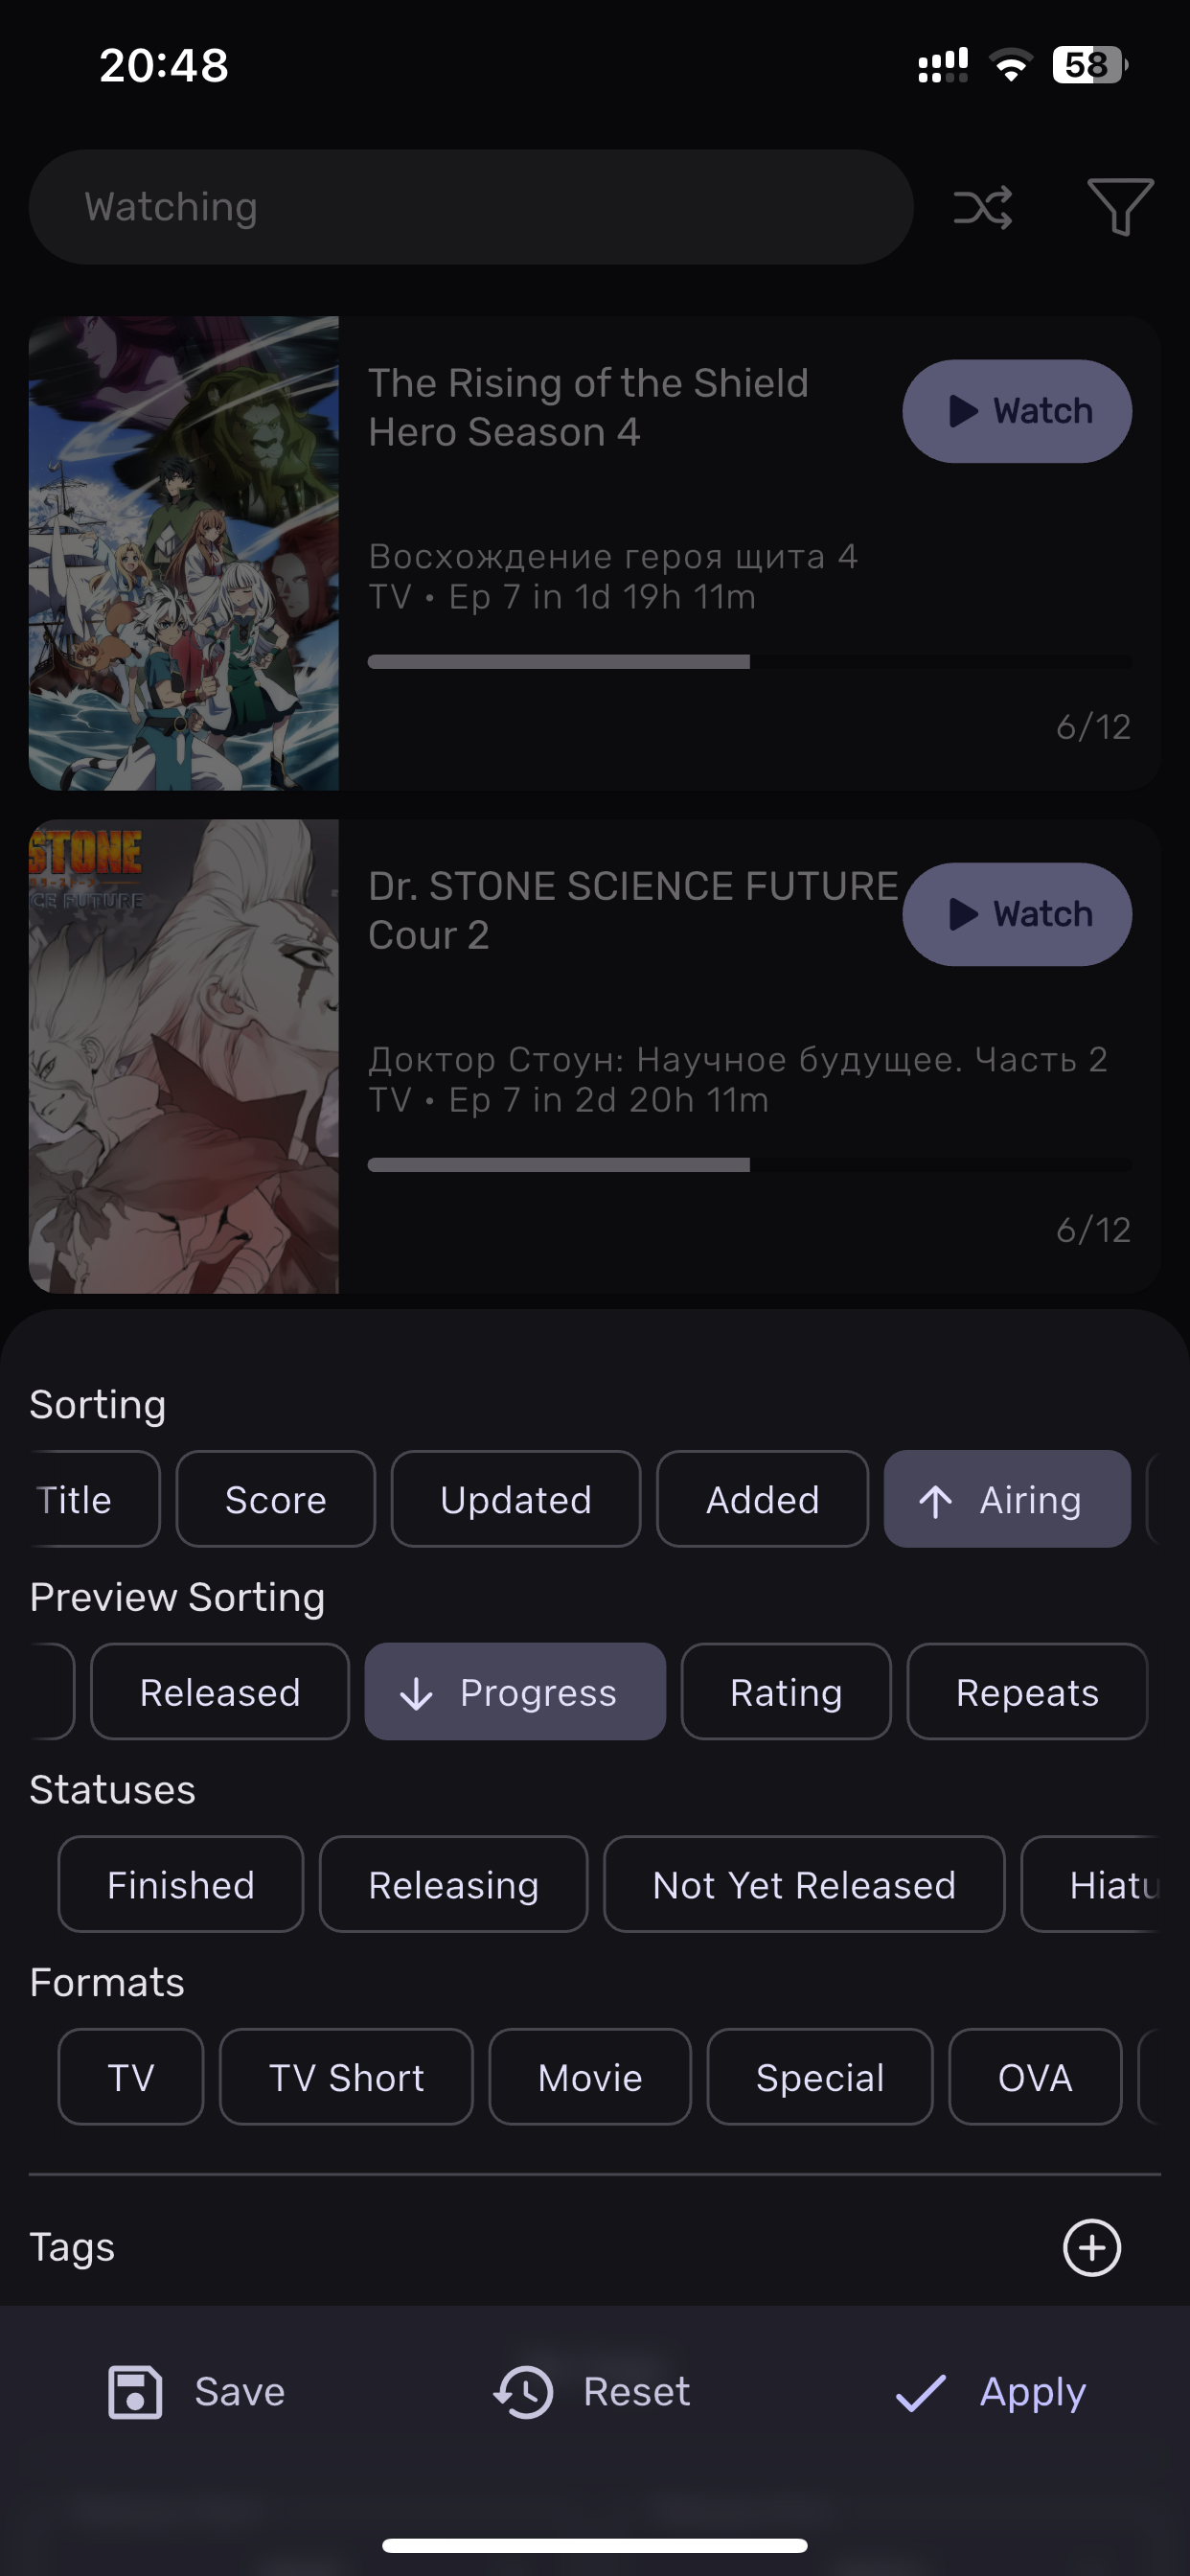 20:48
58
Watching
The Rising of the Shield
Hero Season 4
Watch
Восхождение героя щита 4
TV • Ep 7 in 1d 19h 11m
6/12
STONE
CE FUTURE
Dr. STONE SCIENCE FUTURE
Cour 2
Watch
Доктор Стоун: Научное будущее. Часть 2
TV • Ep 7 in 2d 20h 11m
6/12
Sorting
Title Score Updated Added Airing
Preview Sorting
Released Progress Rating Repeats
Statuses
Finished Releasing Not Yet Released Hiatu
Formats
TV TV Short Movie Special OVA
Tags
Save Reset Apply